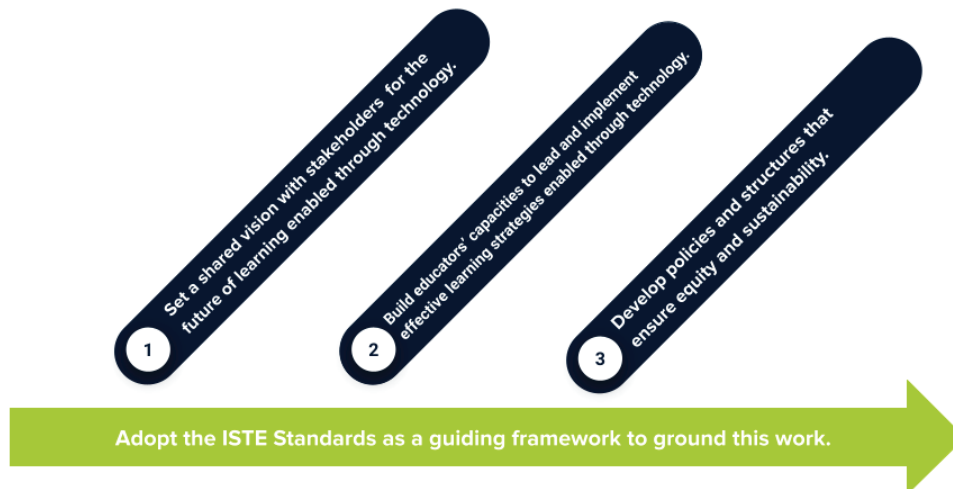 1
Set a shared vision with stakeholders for the
future of learning enabled through technology.
2
Build educators' capacities to lead and implement
effective learning strategies enabled through technology.
3
Develop policies and structures that
ensure equity and sustainability.
Adopt the ISTE Standards as a guiding framework to ground this work.